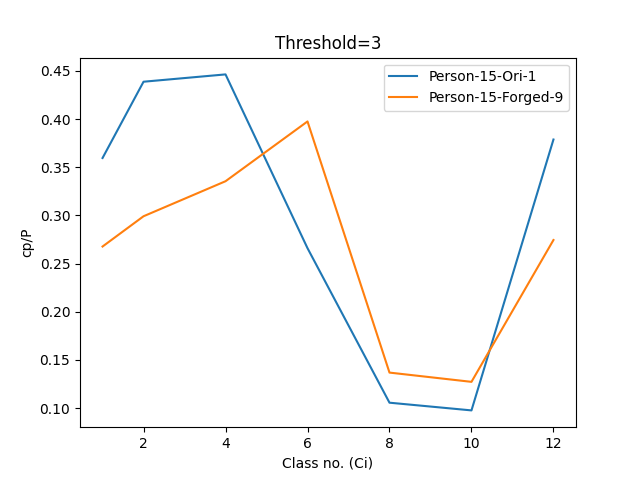 Threshold=3
Person-15-Ori-1
Person-15-Forged-9
cp/P
0.45
0.40
0.35
0.30
0.25
0.20
0.15
0.10
2 4 6 8 10 12
Class no. (Ci)